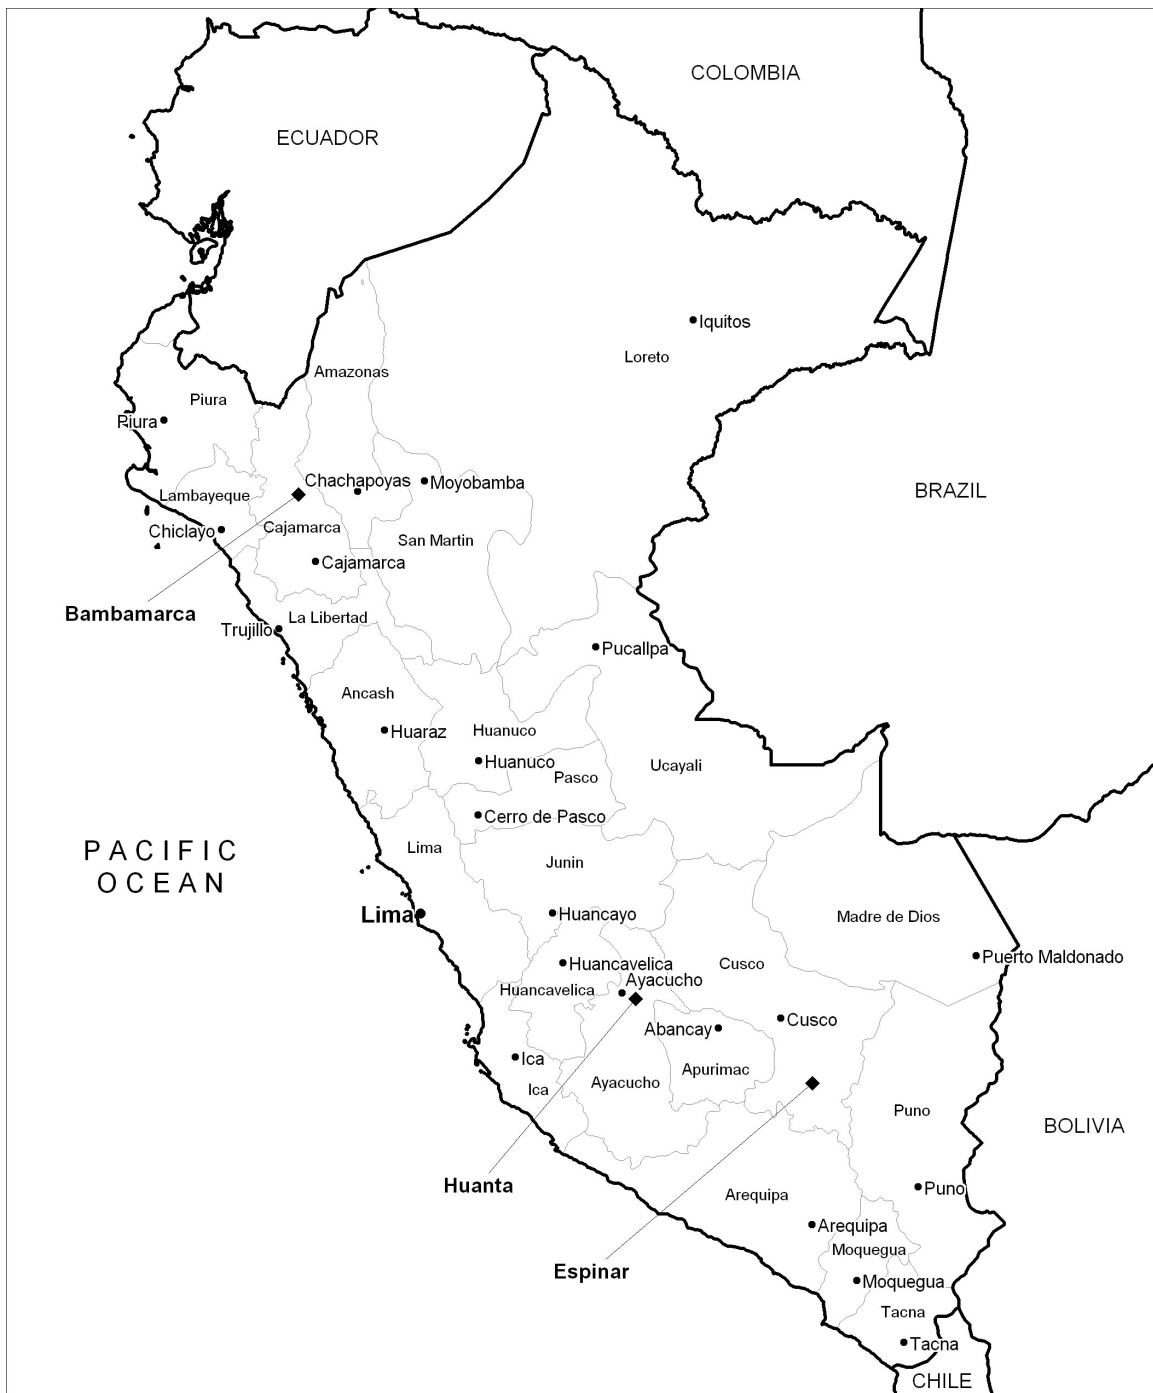 COLOMBIA
ECUADOR
Iquitos
Loreto
Amazonas
Piura
Piura
Chachapoyas
Moyobamba
BRAZIL
Lambayeque
Chiclayo
Cajamarca
San Martin
Cajamarca
Bambamarca
La Libertad
Trujillo
Pucallpa
Ancash
Huaraz
Huanuco
Huanuco
Pasco
Ucayali
Cerro de Pasco
PACIFIC
OCEAN
Lima
Junin
Lima
Huancayo
Madre de Dios
Puerto Maldonado
Huancavelica
Cusco
Ayacucho
Huancavelica
Abancay
Cusco
Ica
Apurimac
Ayacucho
Ica
Puno
BOLIVIA
Huanta
Puno
Arequipa
Arequipa
Moquegua
Espinar
Moquegua
Tacna
Tacna
CHILE